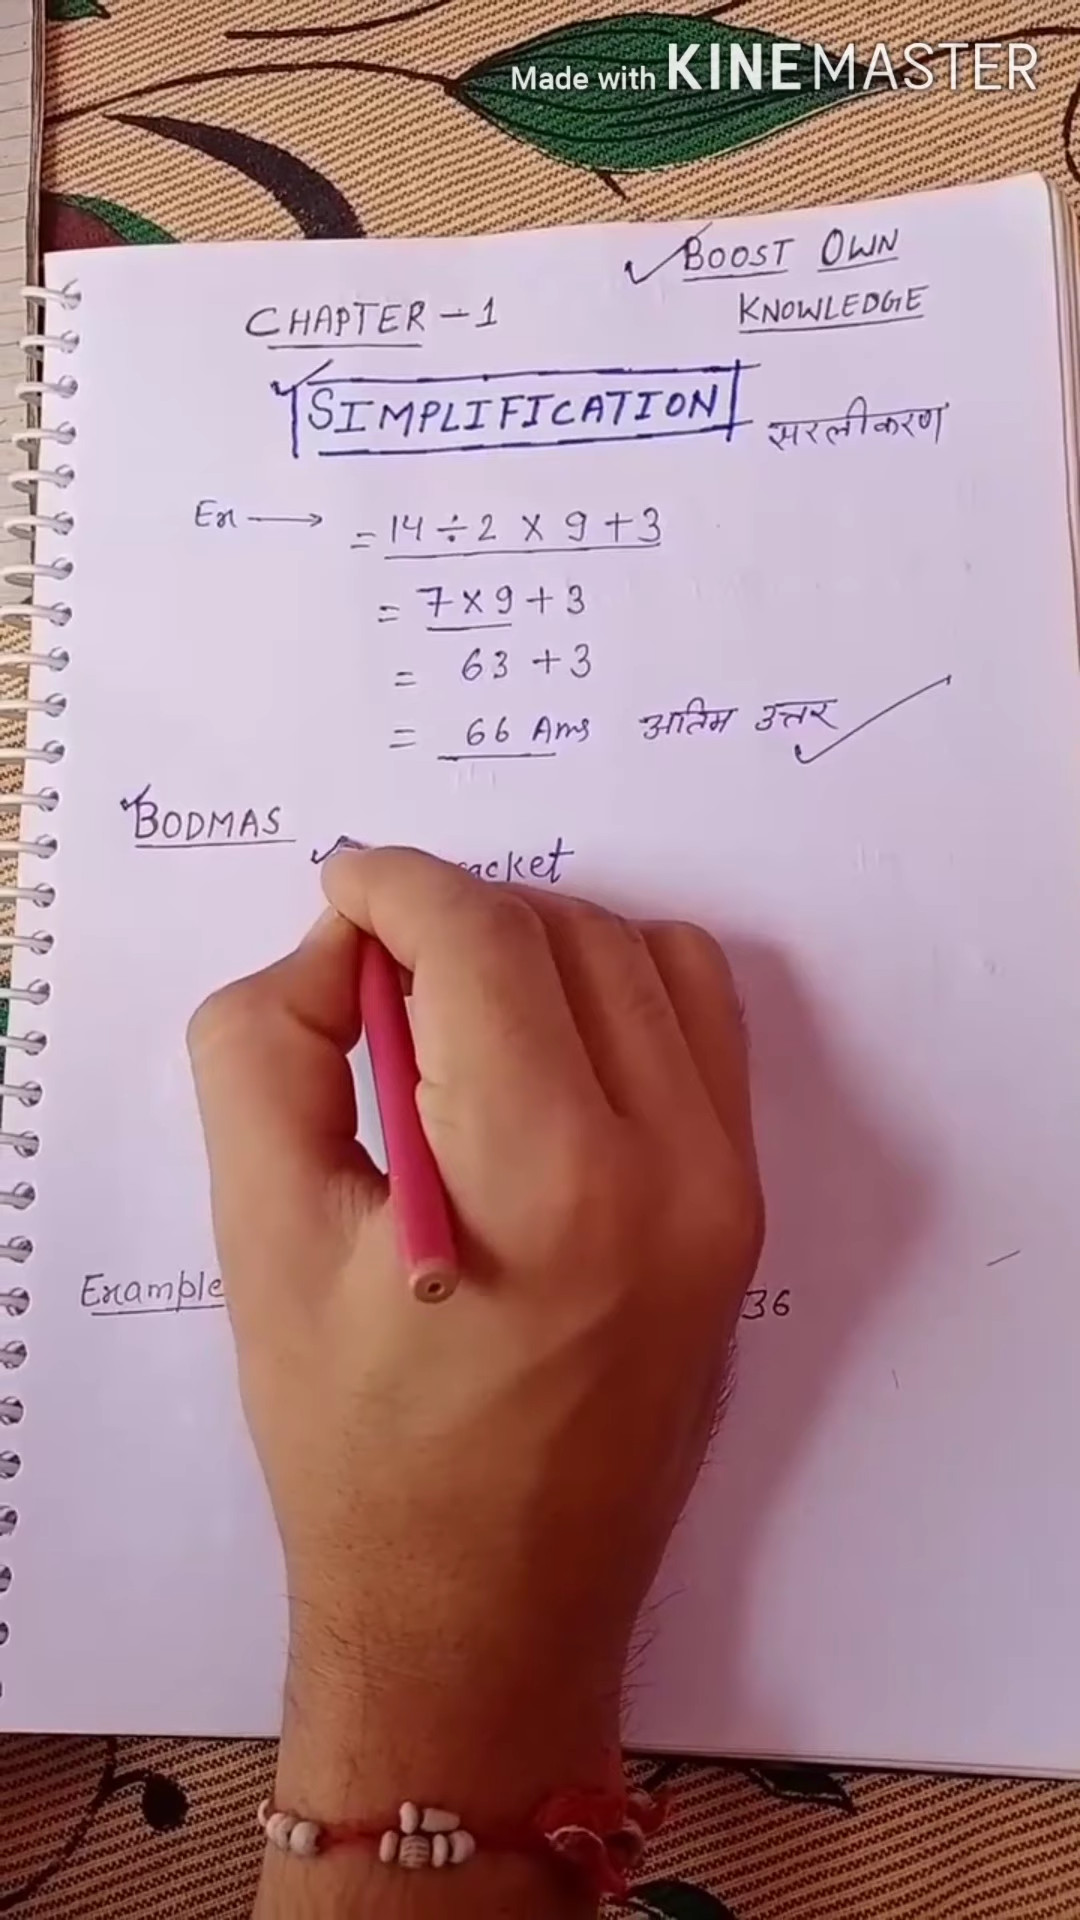 Made with KINEMASTER
BOOST OWN
KNOWLEDGE
CHAPTER - 1
SIMPLIFICATION
सरलीकरण
Ex → = 14 ÷ 2 × 9 + 3
= 7 × 9 + 3
= 63 + 3
= 66 Ans अतिम उत्तर
BODMAS
Example
36